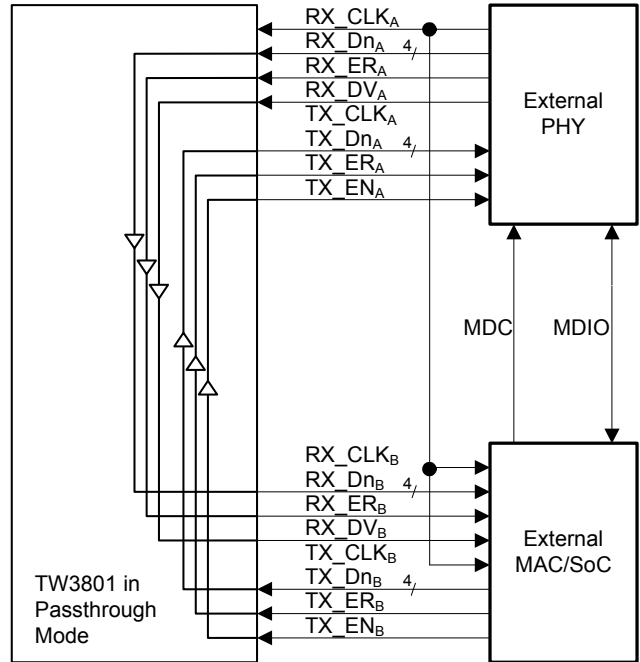 RX_CLKA
RX_DnA 4
RX_ERA
RX_DVA
TX_CLKA
TX_DnA 4
TX_ERA
TX_ENA
External
PHY
MDC
MDIO
RX_CLKB
RX_DnB 4
RX_ERB
RX_DVB
TX_CLKB
TX_DnB 4
TX_ERB
TX_ENB
External
MAC/SoC
TW3801 in
Passthrough
Mode